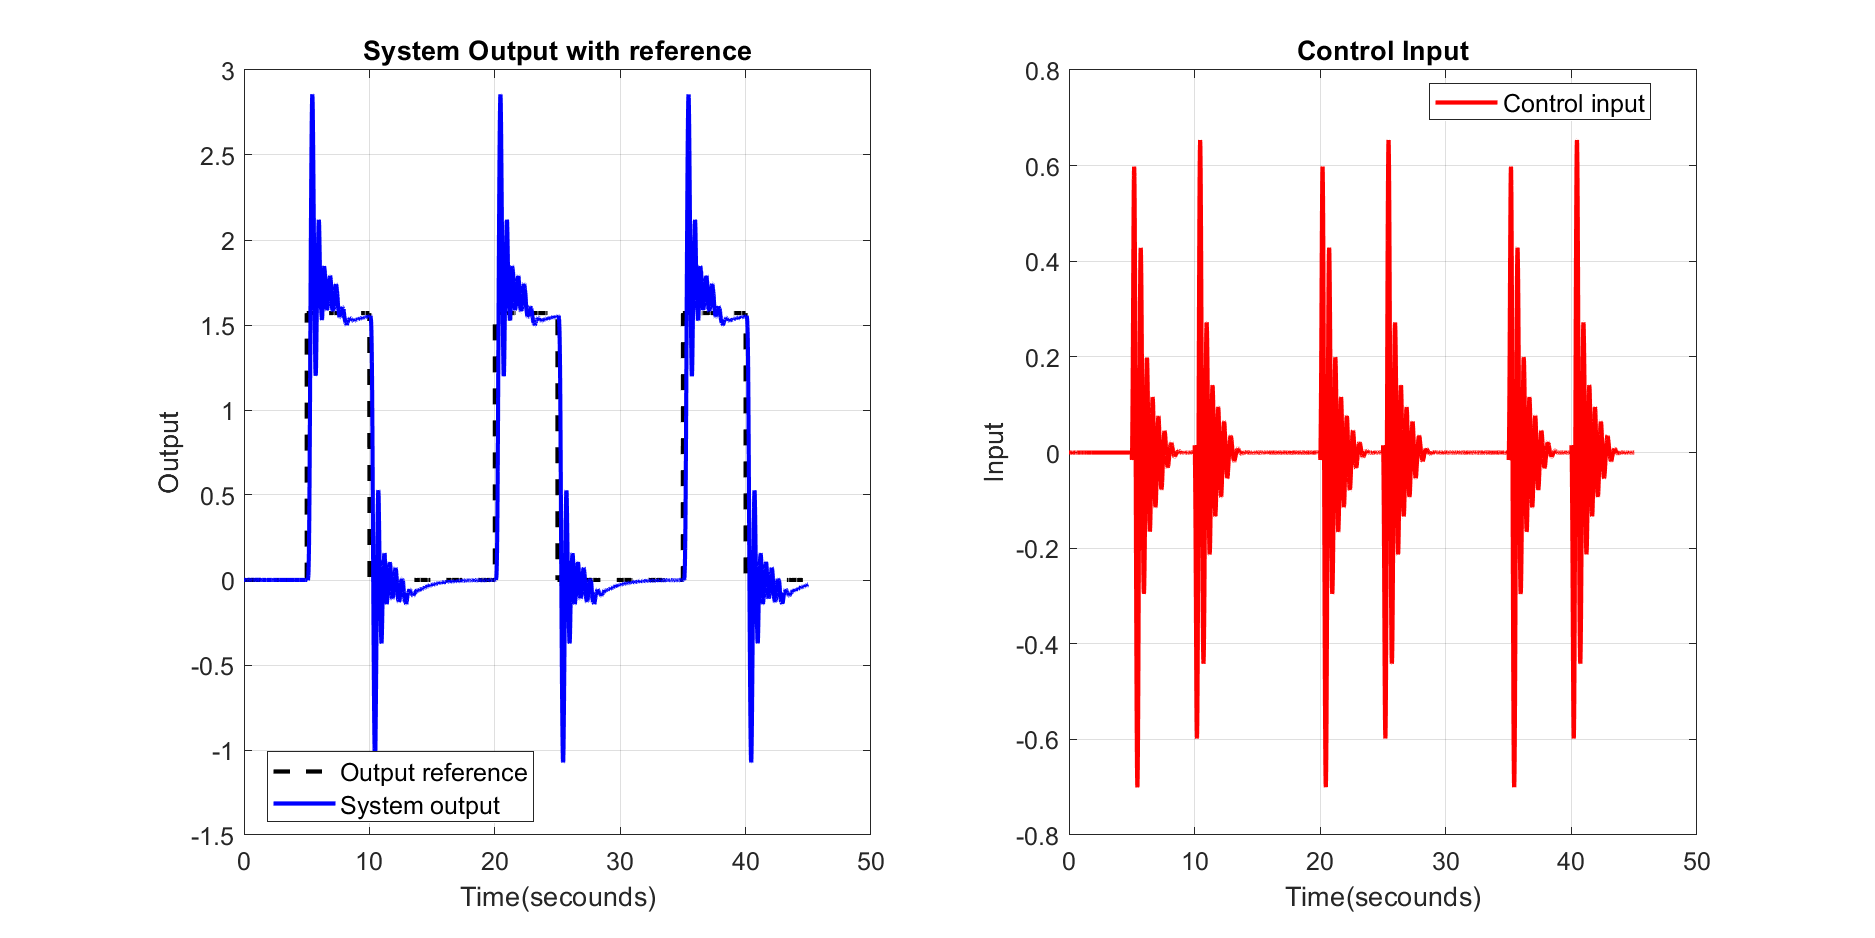 System Output with reference
3
2.5
2
1.5
1
0.5
0
-0.5
-1
-1.5
Output
Output reference
System output
0 10 20 30 40 50
Time(secounds)
Control Input
0.8
0.6
0.4
0.2
0
-0.2
-0.4
-0.6
-0.8
Input
Control input
0 10 20 30 40 50
Time(secounds)